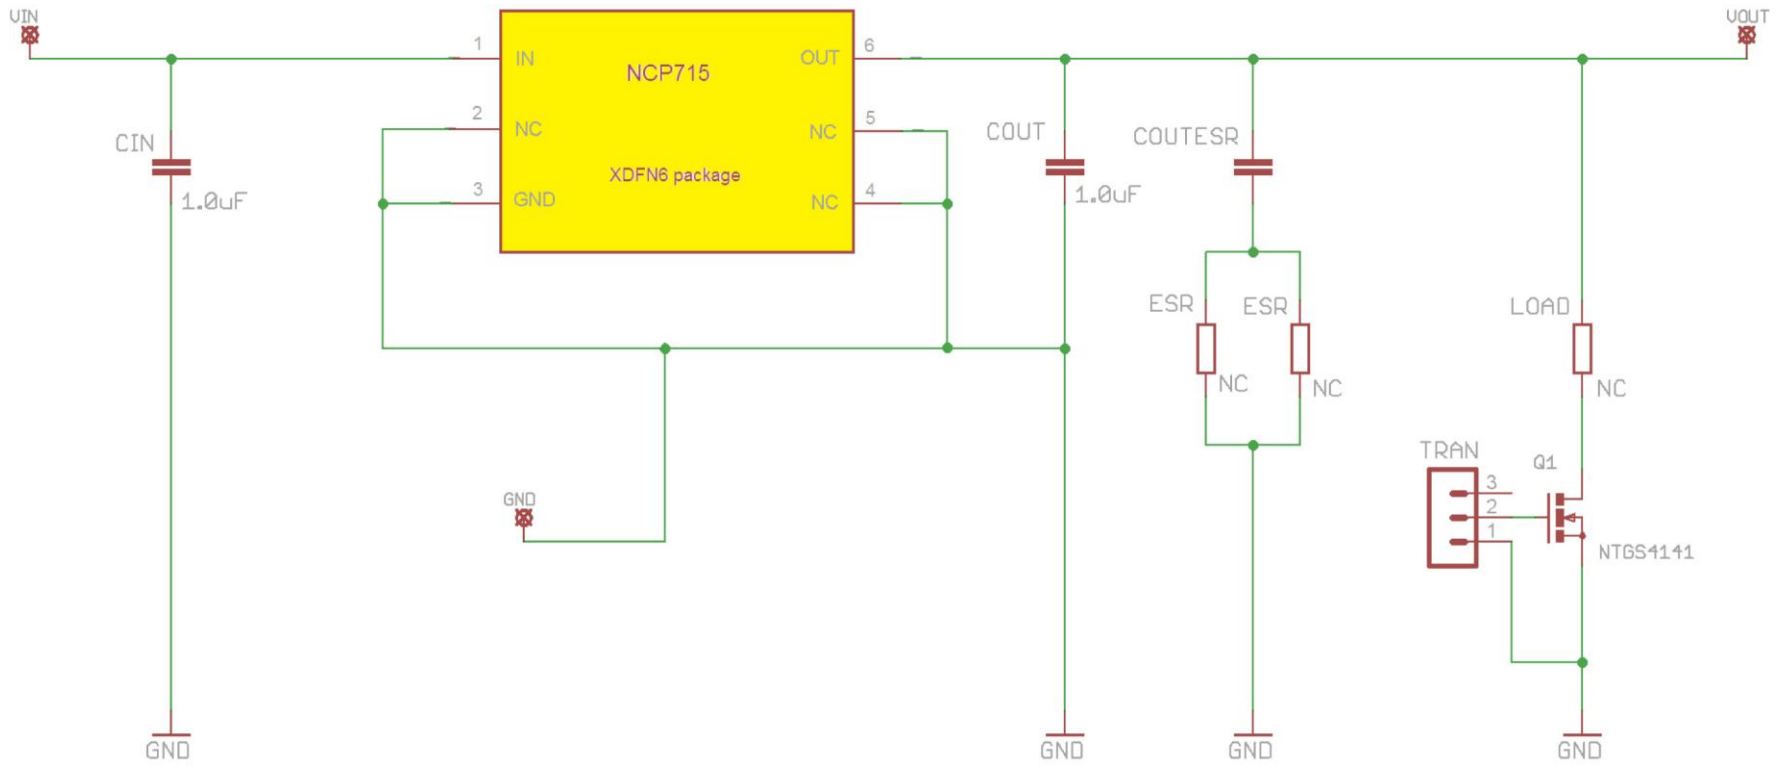 VIN
VOUT
1
IN
NCP715
OUT
6
2
NC
NC
5
CIN
COUT
COUTESR
XDFN6 package
3
GND
NC
4
1.0uF
1.0uF
ESR
ESR
LOAD
NC
NC
NC
TRAN
Q1
3
2
1
GND
NTGS4141
GND
GND
GND
GND